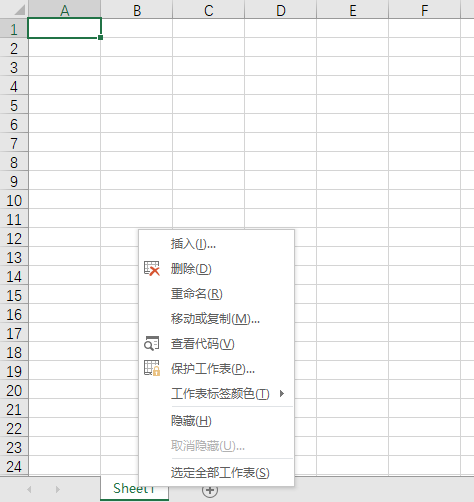 A B C D E F
1
2
3
4
5
6
7
8
9
10
11
12
13
14
15
16
17
18
19
20
21
22
23
24
插入(I)...
删除(D)
重命名(R)
移动或复制(M)...
查看代码(V)
保护工作表(P)...
工作表标签颜色(T)
隐藏(H)
取消隐藏(U)...
选定全部工作表(S)
Sheet1